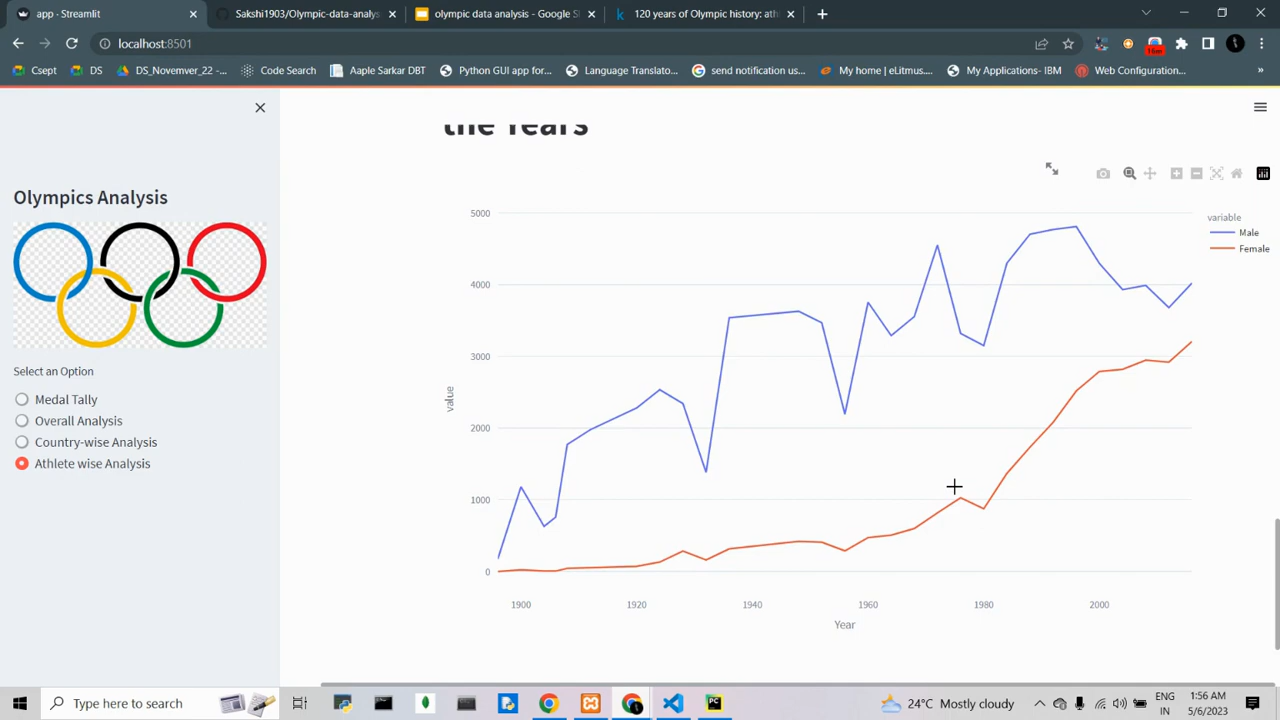 app - Streamlit
Sakshi1903/Olympic-data-analys
olympic data analysis - Google S
120 years of Olympic history: ath
localhost:8501
16m
Csept
DS
DS_Novemver_22 - ...
Code Search
Aaple Sarkar DBT
Python GUI app for...
Language Translato...
send notification us...
My home | eLitmus...
My Applications- IBM
Web Configuration...
»
the Years
Olympics Analysis
Select an Option
Medal Tally
Overall Analysis
Country-wise Analysis
Athlete wise Analysis
variable
Male
Female
5000
4000
3000
2000
1000
0
value
1900
1920
1940
1960
1980
2000
Year
Type here to search
24°C Mostly cloudy
ENG
IN
1:56 AM
5/6/2023